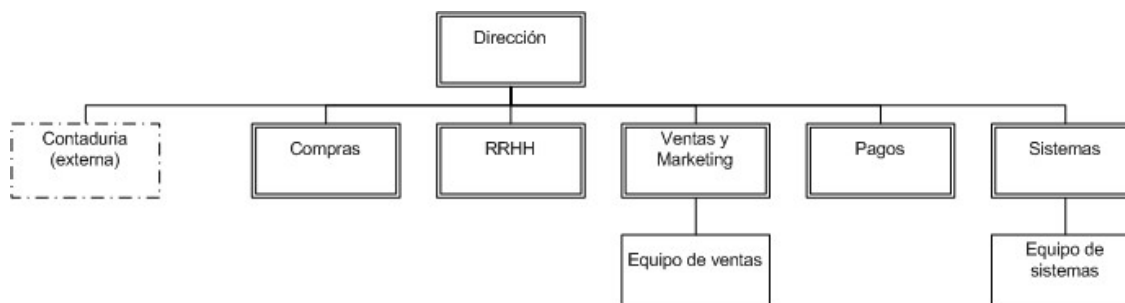 Dirección
Contaduria
(externa)
Compras
RRHH
Ventas y
Marketing
Pagos
Sistemas
Equipo de ventas
Equipo de
sistemas